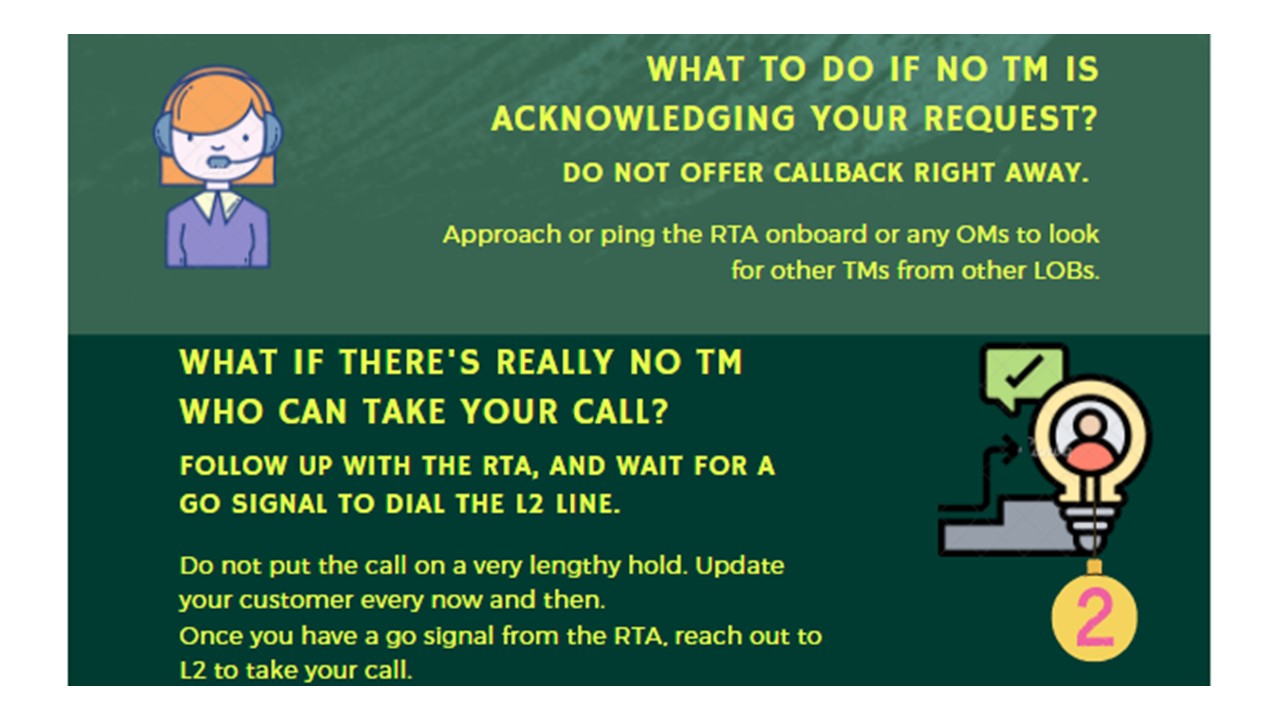 WHAT TO DO IF NO TM IS
ACKNOWLEDGING YOUR REQUEST?
DO NOT OFFER CALLBACK RIGHT AWAY.
Approach or ping the RTA onboard or any OMs to look
for other TMs from other LOBs.
WHAT IF THERE'S REALLY NO TM
WHO CAN TAKE YOUR CALL?
FOLLOW UP WITH THE RTA, AND WAIT FOR A
GO SIGNAL TO DIAL THE L2 LINE.
Do not put the call on a very lengthy hold. Update
your customer every now and then.
Once you have a go signal from the RTA, reach out to
L2 to take your call.
2